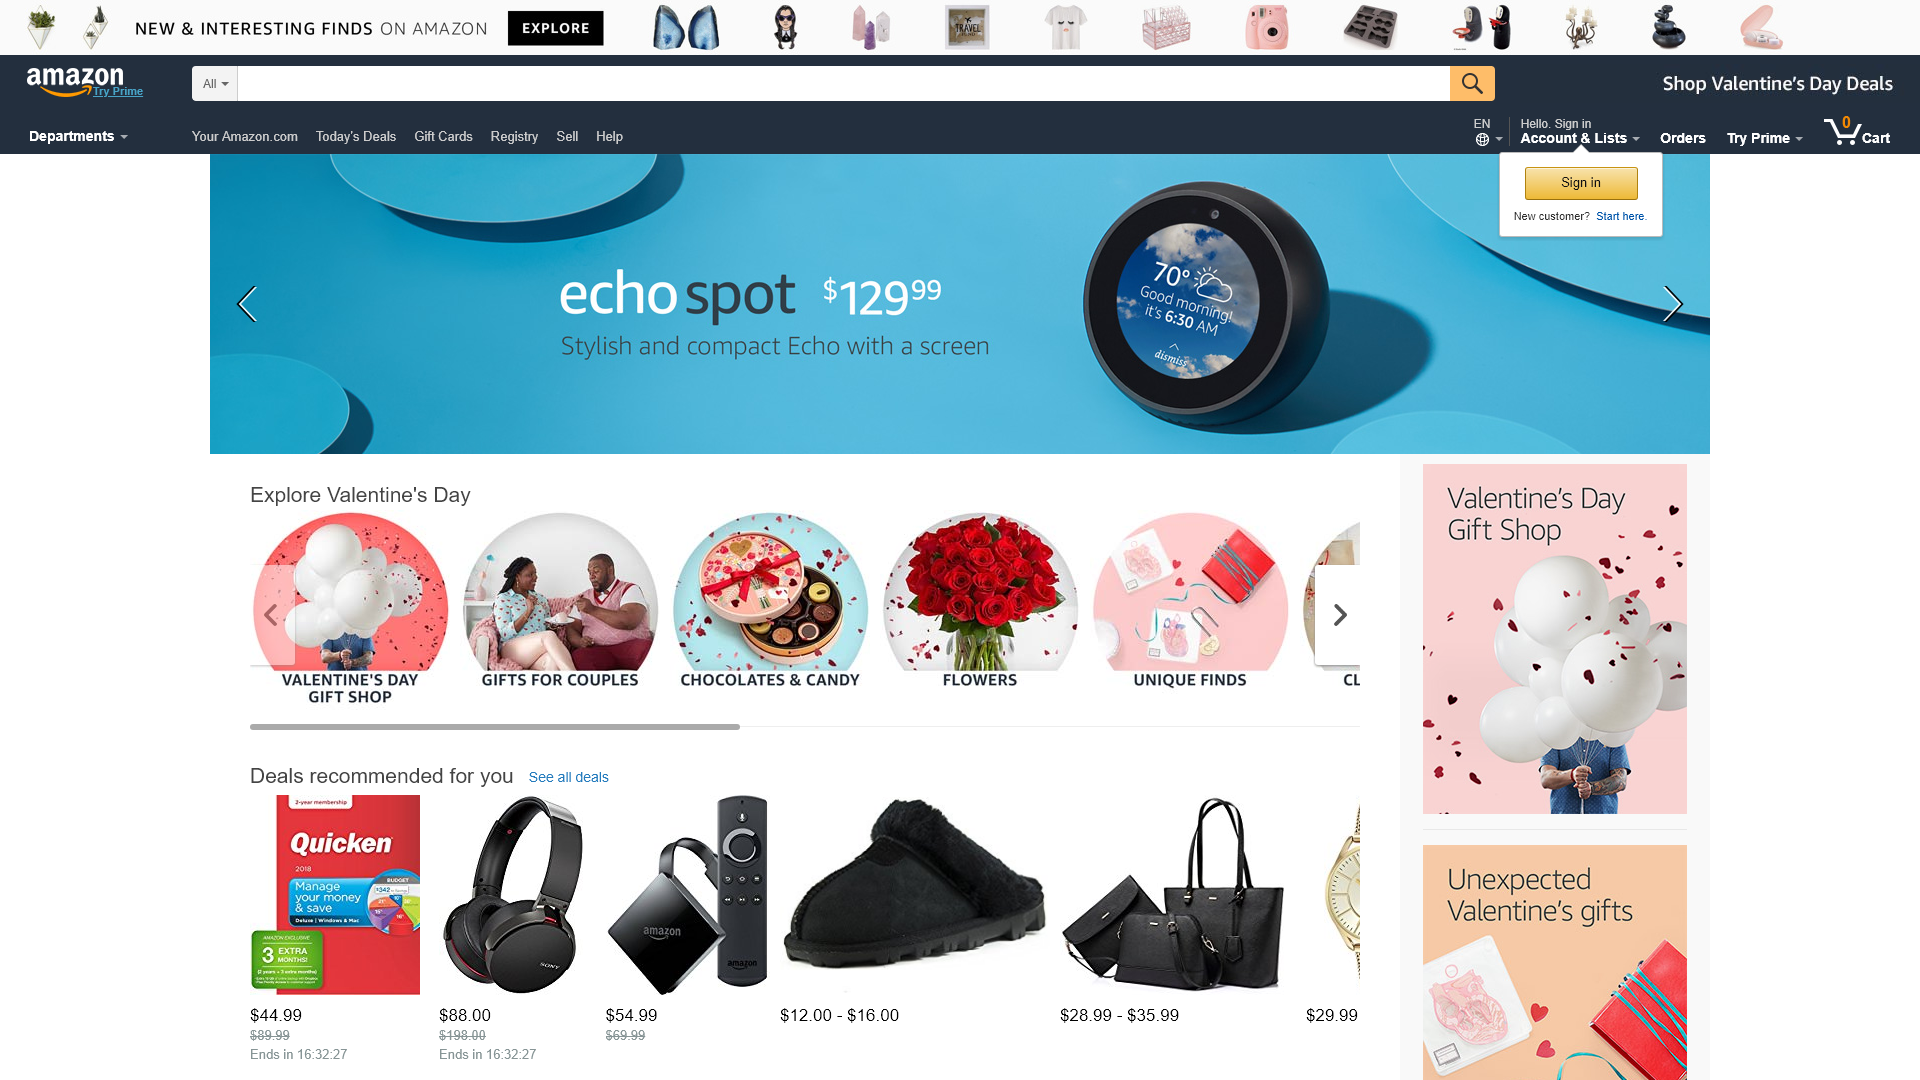 NEW & INTERESTING FINDS ON AMAZON EXPLORE
amazon
Try Prime
All
Shop Valentine's Day Deals
Departments
Your Amazon.com Today's Deals Gift Cards Registry Sell Help
EN
Hello. Sign in
Account & Lists
Orders
Try Prime
0
Cart
Sign in
New customer? Start here.
echo spot $129.99
Stylish and compact Echo with a screen
70°
Good morning!
it's 6:30 AM
dismiss
Explore Valentine's Day
VALENTINE'S DAY
GIFT SHOP
GIFTS FOR COUPLES
CHOCOLATES & CANDY
FLOWERS
UNIQUE FINDS
CL
Valentine's Day
Gift Shop
Deals recommended for you See all deals
2-year membership
Quicken
2018
Manage
your money
& save
Deluxe | Windows & Mac
BUDGET
$342
AMAZON EXCLUSIVE
3 EXTRA
MONTHS!
(2 years + 3 extra months)
SONY
amazon
amazon
$44.99
$89.99
Ends in 16:32:27
$88.00
$198.00
Ends in 16:32:27
$54.99
$69.99
$12.00 - $16.00
$28.99 - $35.99
$29.99
Unexpected
Valentine's gifts